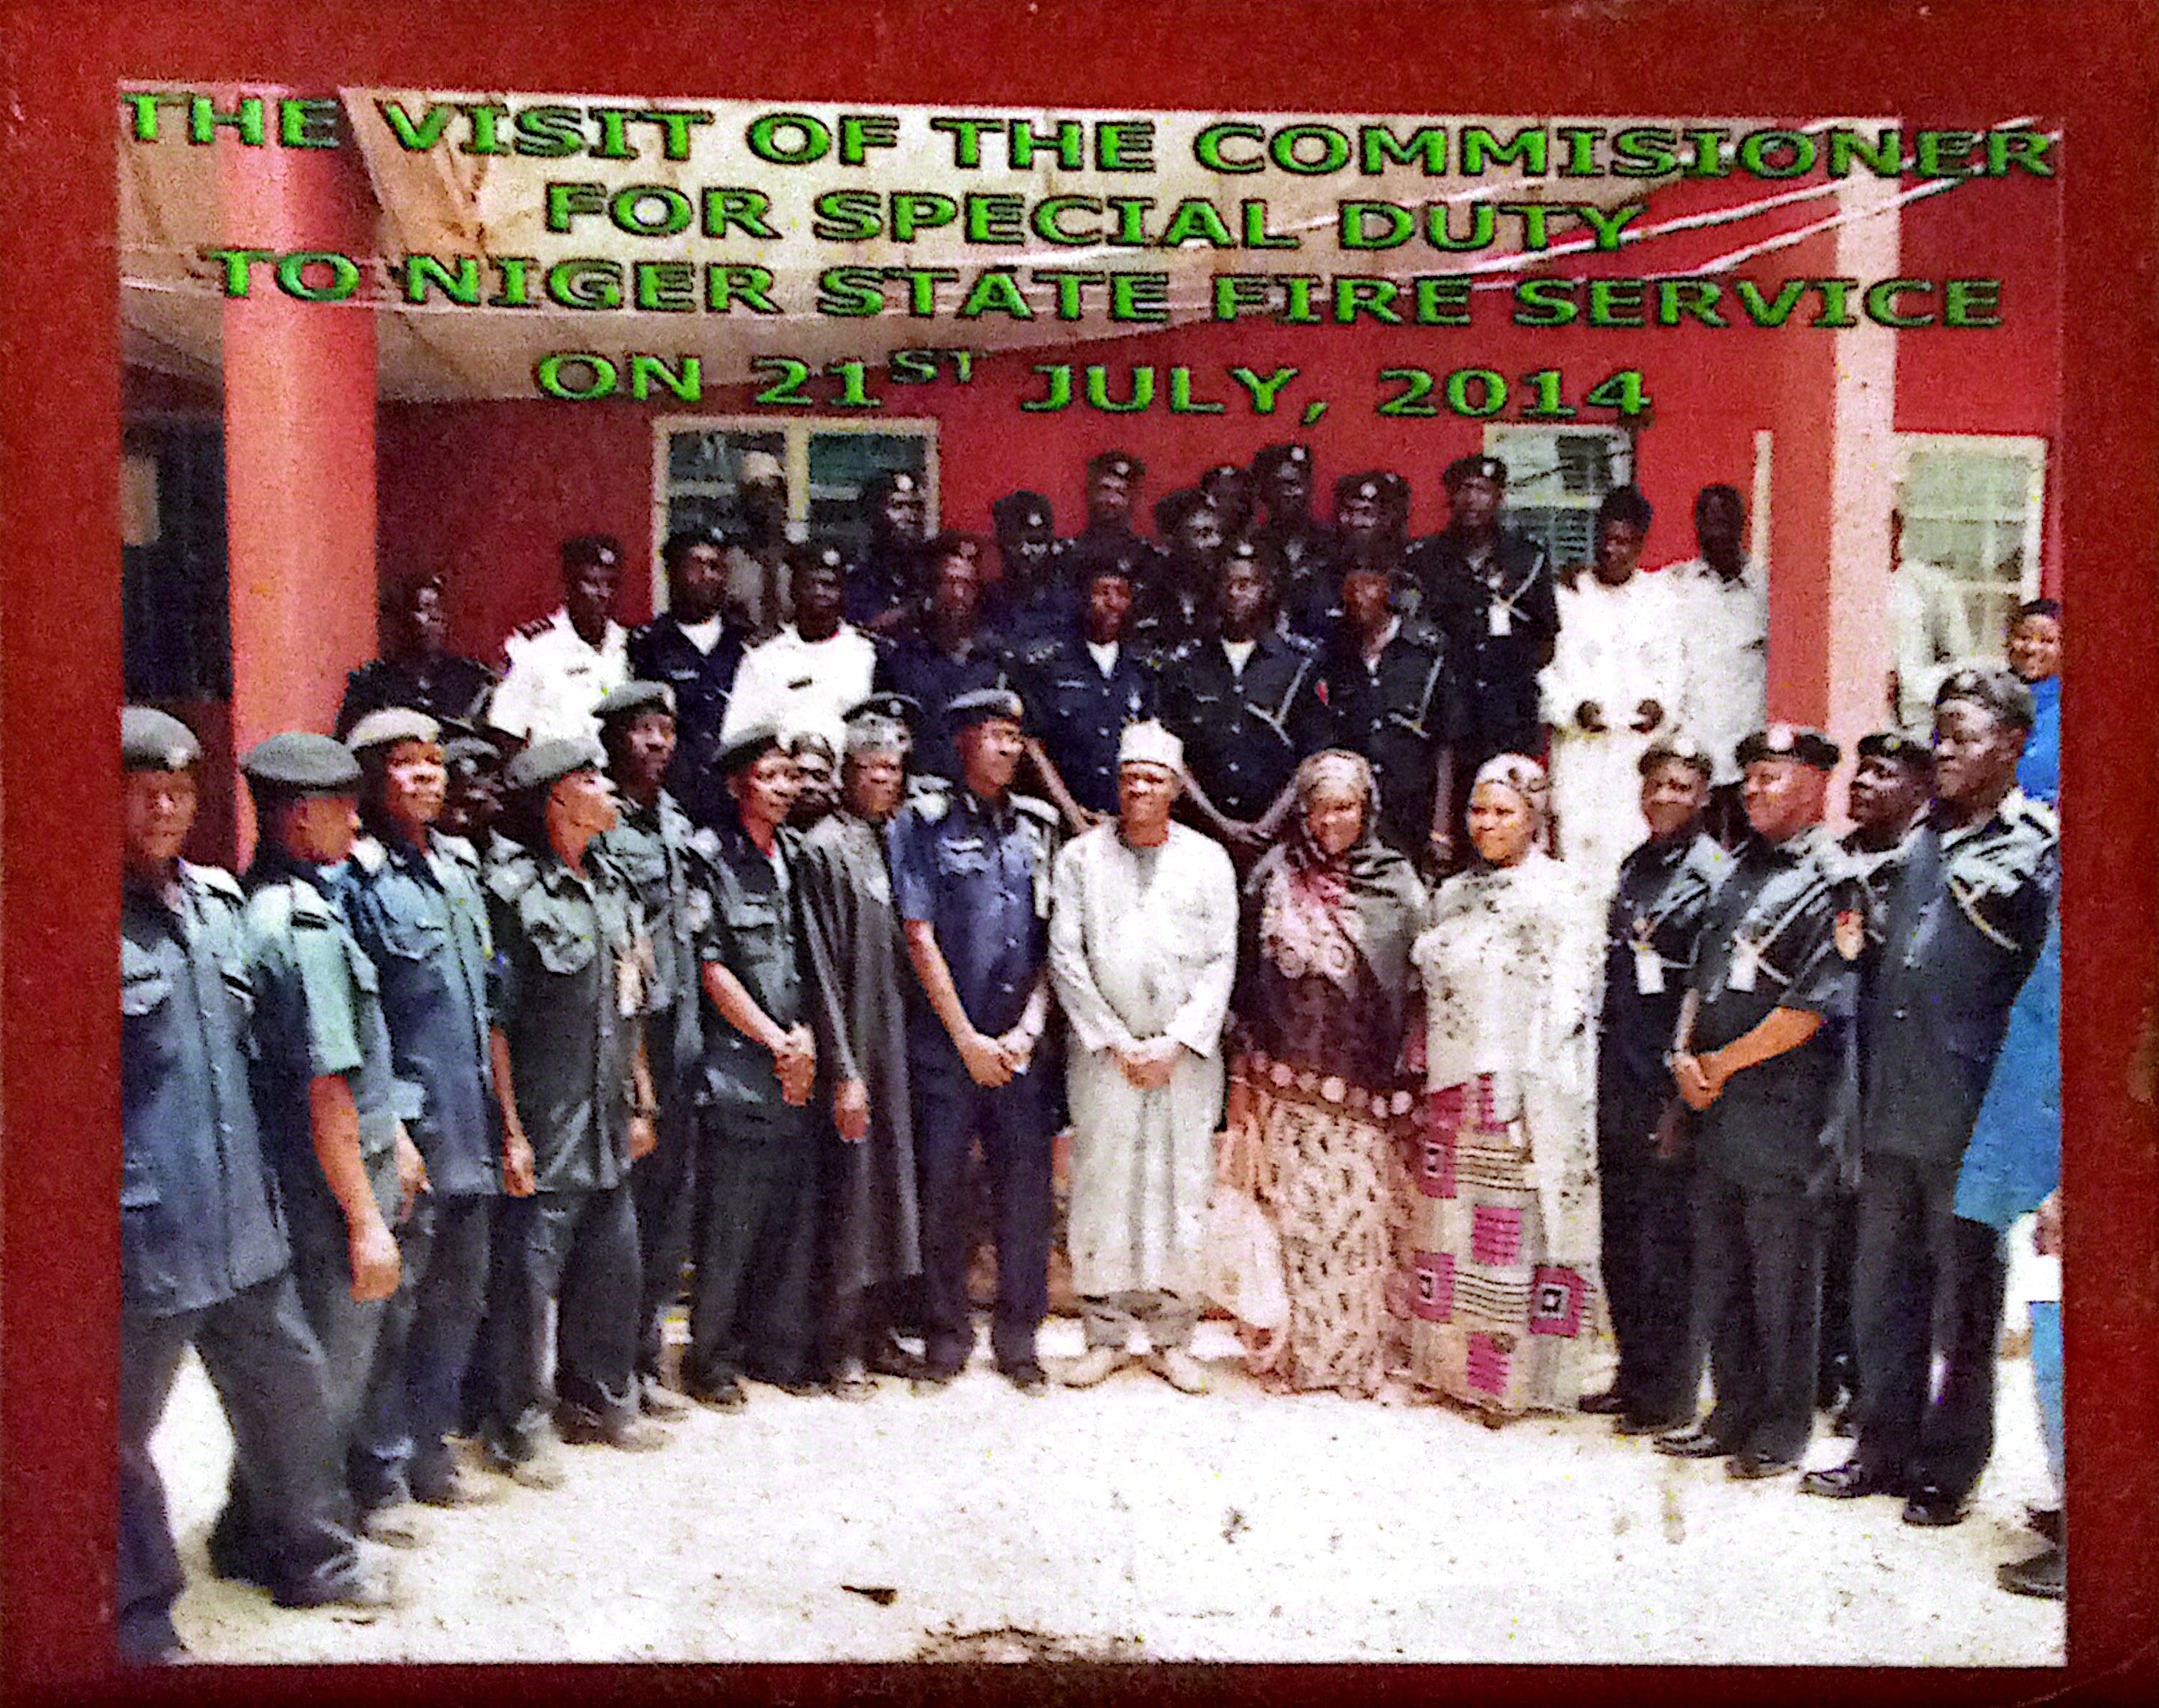 THE VISIT OF THE COMMISIONER
FOR SPECIAL DUTY
TO NIGER STATE FIRE SERVICE
ON 21ST JULY, 2014